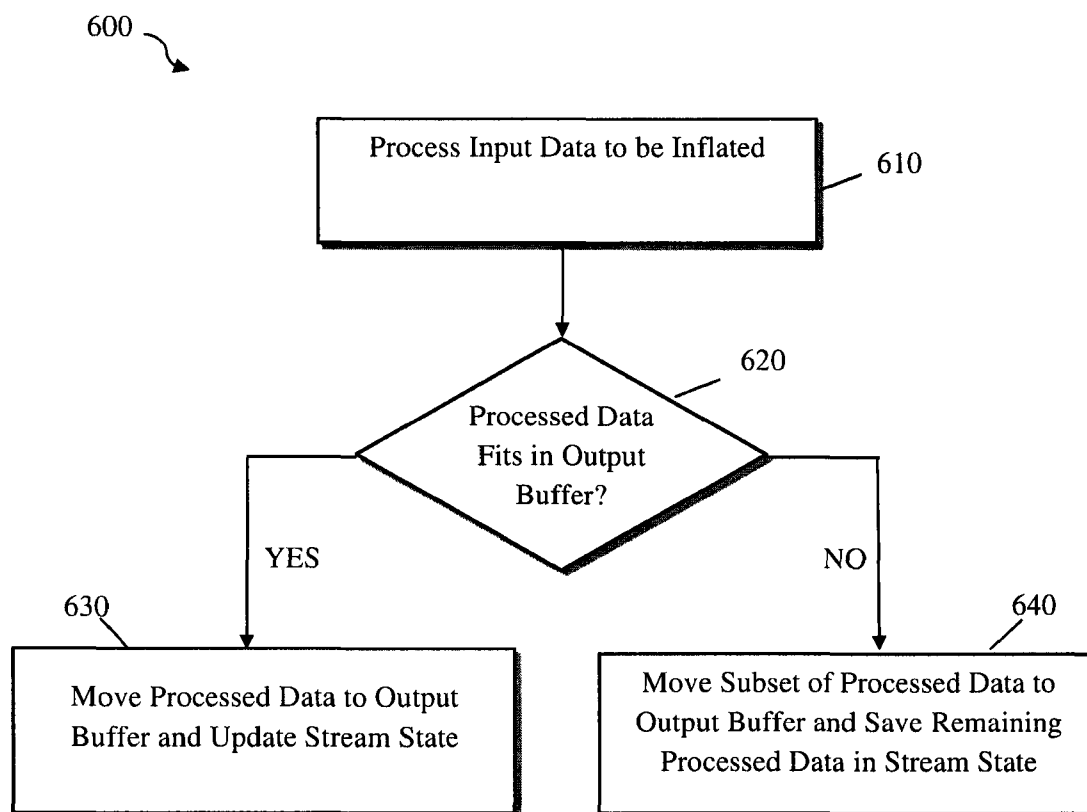 600
Process Input Data to be Inflated
610
620
Processed Data
Fits in Output
Buffer?
YES
NO
630
640
Move Processed Data to Output
Buffer and Update Stream State
Move Subset of Processed Data to
Output Buffer and Save Remaining
Processed Data in Stream State